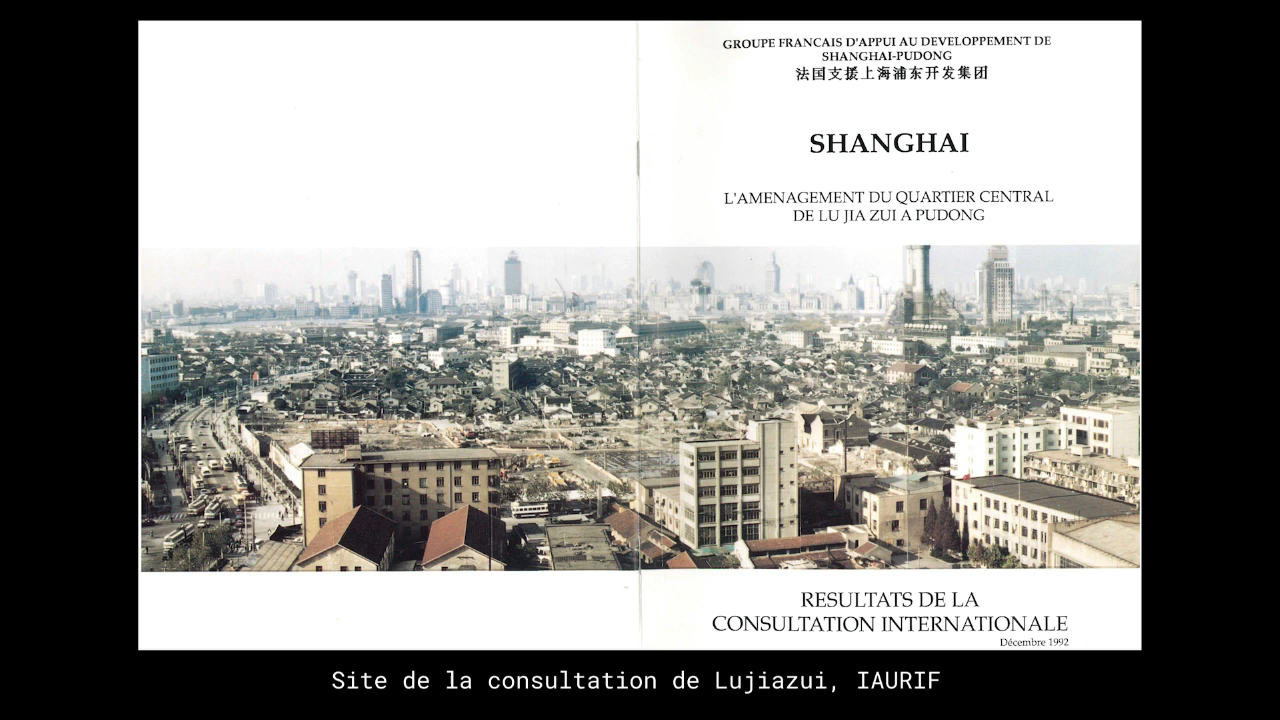 GROUPE FRANCAIS D'APPUI AU DEVELOPPEMENT DE
SHANGHAI-PUDONG
法国支援上海浦东开发集团
SHANGHAI
L'AMENAGEMENT DU QUARTIER CENTRAL
DE LU JIA ZUI A PUDONG
RESULTATS DE LA
CONSULTATION INTERNATIONALE
Décembre 1992
Site de la consultation de Lujiazui, IAURIF